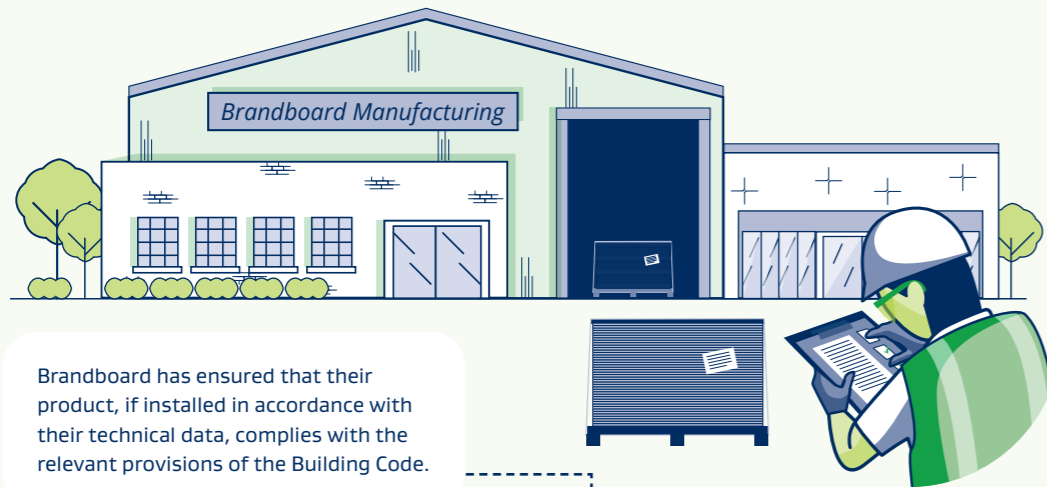 Brandboard Manufacturing
Brandboard has ensured that their
product, if installed in accordance with
their technical data, complies with the
relevant provisions of the Building Code.